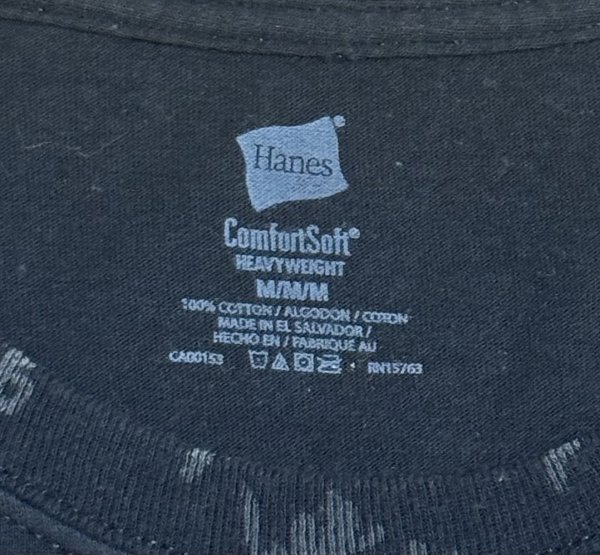 Hanes
ComfortSoft®
HEAVYWEIGHT
M/M/M
100% COTTON / ALGODON / COTON
MADE IN EL SALVADOR /
HECHO EN / FABRIQUE AU
CA00153 RN15763